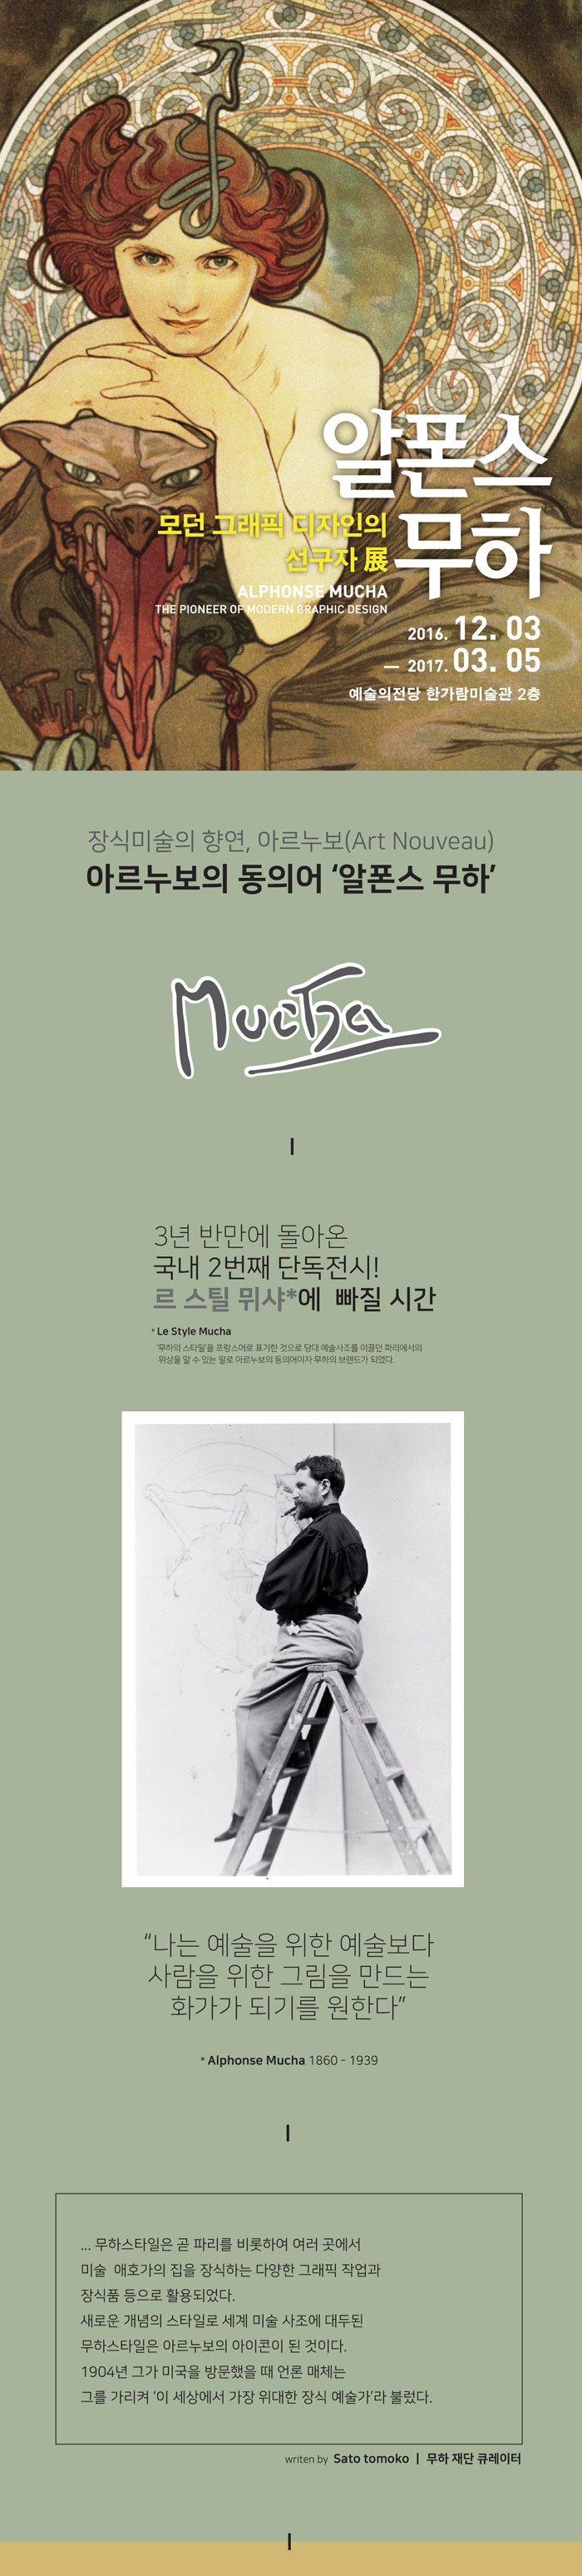 알폰스
모던 그래픽 디자인의
선구자 展
무하
ALPHONSE MUCHA
THE PIONEER OF MODERN GRAPHIC DESIGN
2016. 12. 03
— 2017. 03. 05
예술의전당 한가람미술관 2층
장식미술의 향연, 아르누보(Art Nouveau)
아르누보의 동의어 ‘알폰스 무하’
Mucha
3년 반만에 돌아온
국내 2번째 단독전시!
르 스틸 뮈샤*에 빠질 시간
* Le Style Mucha
'무하의 스타일'을 프랑스어로 표기한 것으로 당대 예술사조를 이끌던 파리에서의
위상을 알 수 있는 말로 아르누보의 동의어이자 무하의 브랜드가 되었다.
“나는 예술을 위한 예술보다
사람을 위한 그림을 만드는
화가가 되기를 원한다”
* Alphonse Mucha 1860 - 1939
... 무하스타일은 곧 파리를 비롯하여 여러 곳에서
미술 애호가의 집을 장식하는 다양한 그래픽 작업과
장식품 등으로 활용되었다.
새로운 개념의 스타일로 세계 미술 사조에 대두된
무하스타일은 아르누보의 아이콘이 된 것이다.
1904년 그가 미국을 방문했을 때 언론 매체는
그를 가리켜 '이 세상에서 가장 위대한 장식 예술가'라 불렀다.
writen by Sato tomoko | 무하 재단 큐레이터